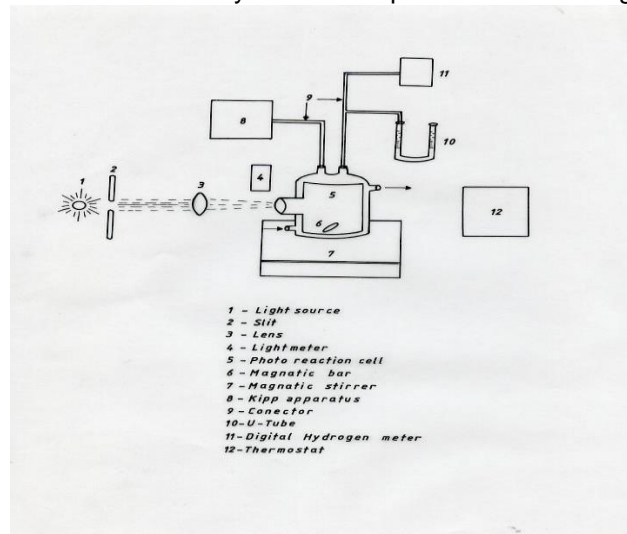 1
2
3
4
5
6
7
8
9
10
11
12
1 - Light source
2 - Slit
3 - Lens
4 - Lightmeter
5 - Photo reaction cell
6 - Magnatic bar
7 - Magnatic stirrer
8 - Kipp apparatus
9 - Conector
10-U-Tube
11-Digital Hydrogen meter
12-Thermostat